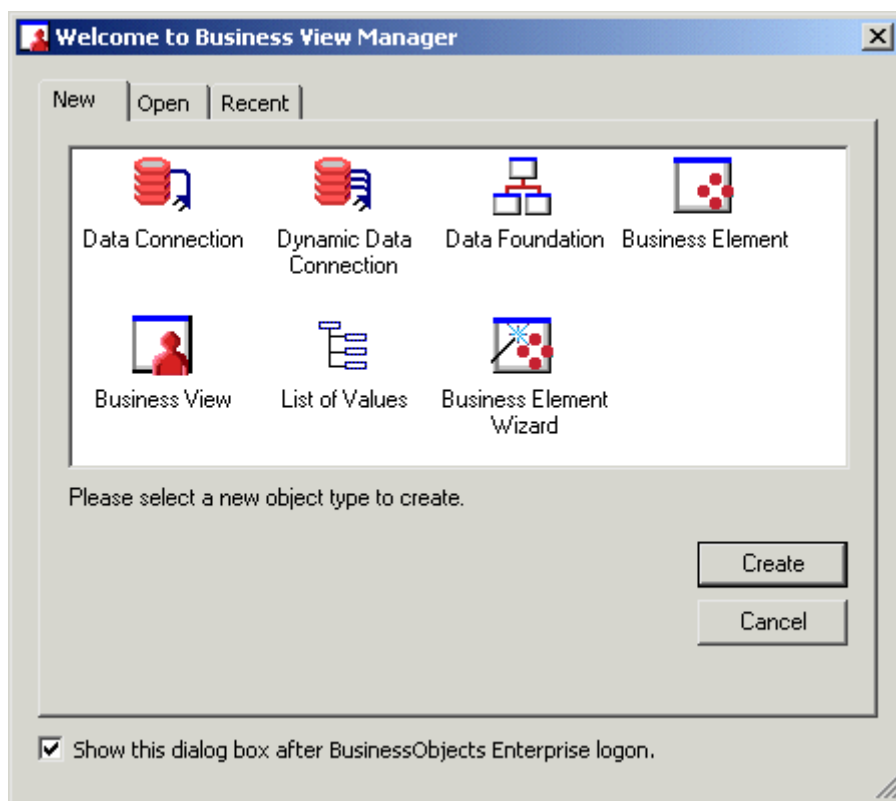 Welcome to Business View Manager
New Open Recent
Data Connection Dynamic Data Connection Data Foundation Business Element
Business View List of Values Business Element Wizard
Please select a new object type to create.
Create
Cancel
Show this dialog box after BusinessObjects Enterprise logon.